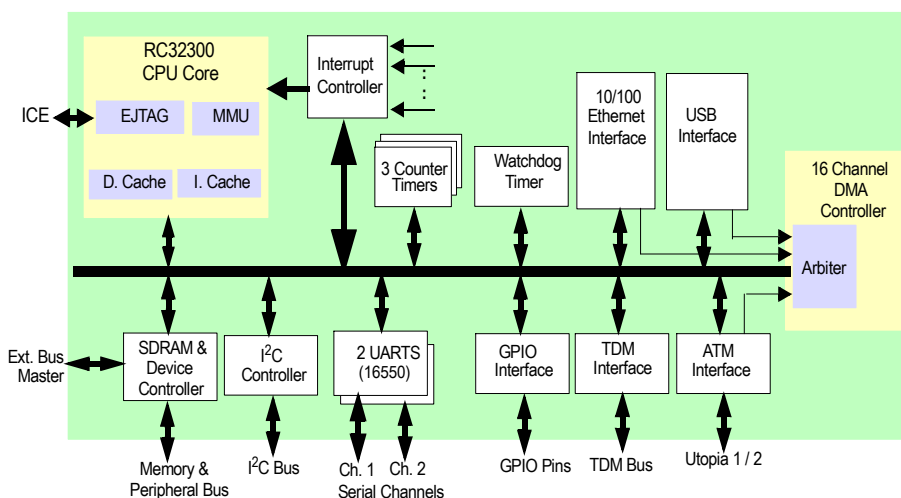 RC32300
CPU Core
EJTAG
MMU
D. Cache
I. Cache
ICE
Interrupt
Controller
3 Counter
Timers
Watchdog
Timer
10/100
Ethernet
Interface
USB
Interface
16 Channel
DMA
Controller
Arbiter
Ext. Bus
Master
SDRAM &
Device
Controller
I²C
Controller
2 UARTS
(16550)
GPIO
Interface
TDM
Interface
ATM
Interface
Memory &
Peripheral Bus
I²C Bus
Ch. 1
Ch. 2
Serial Channels
GPIO Pins
TDM Bus
Utopia 1 / 2